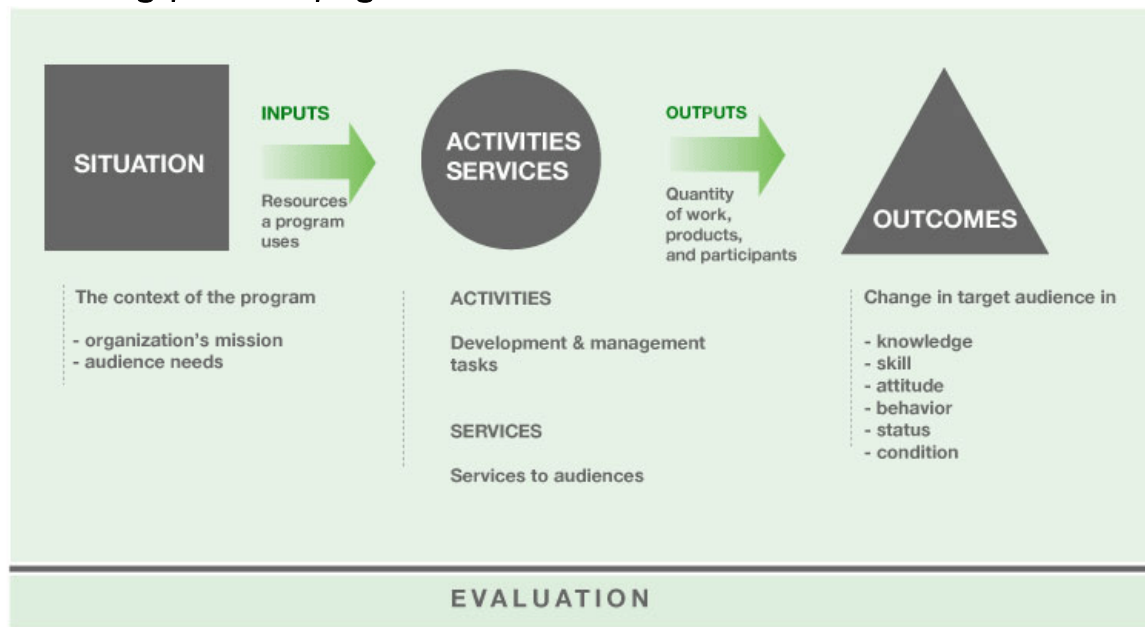 SITUATION
INPUTS
Resources
a program
uses
ACTIVITIES
SERVICES
OUTPUTS
Quantity
of work,
products,
and participants
OUTCOMES
The context of the program
- organization's mission
- audience needs
ACTIVITIES
Development & management
tasks
SERVICES
Services to audiences
Change in target audience in
- knowledge
- skill
- attitude
- behavior
- status
- condition
EVALUATION